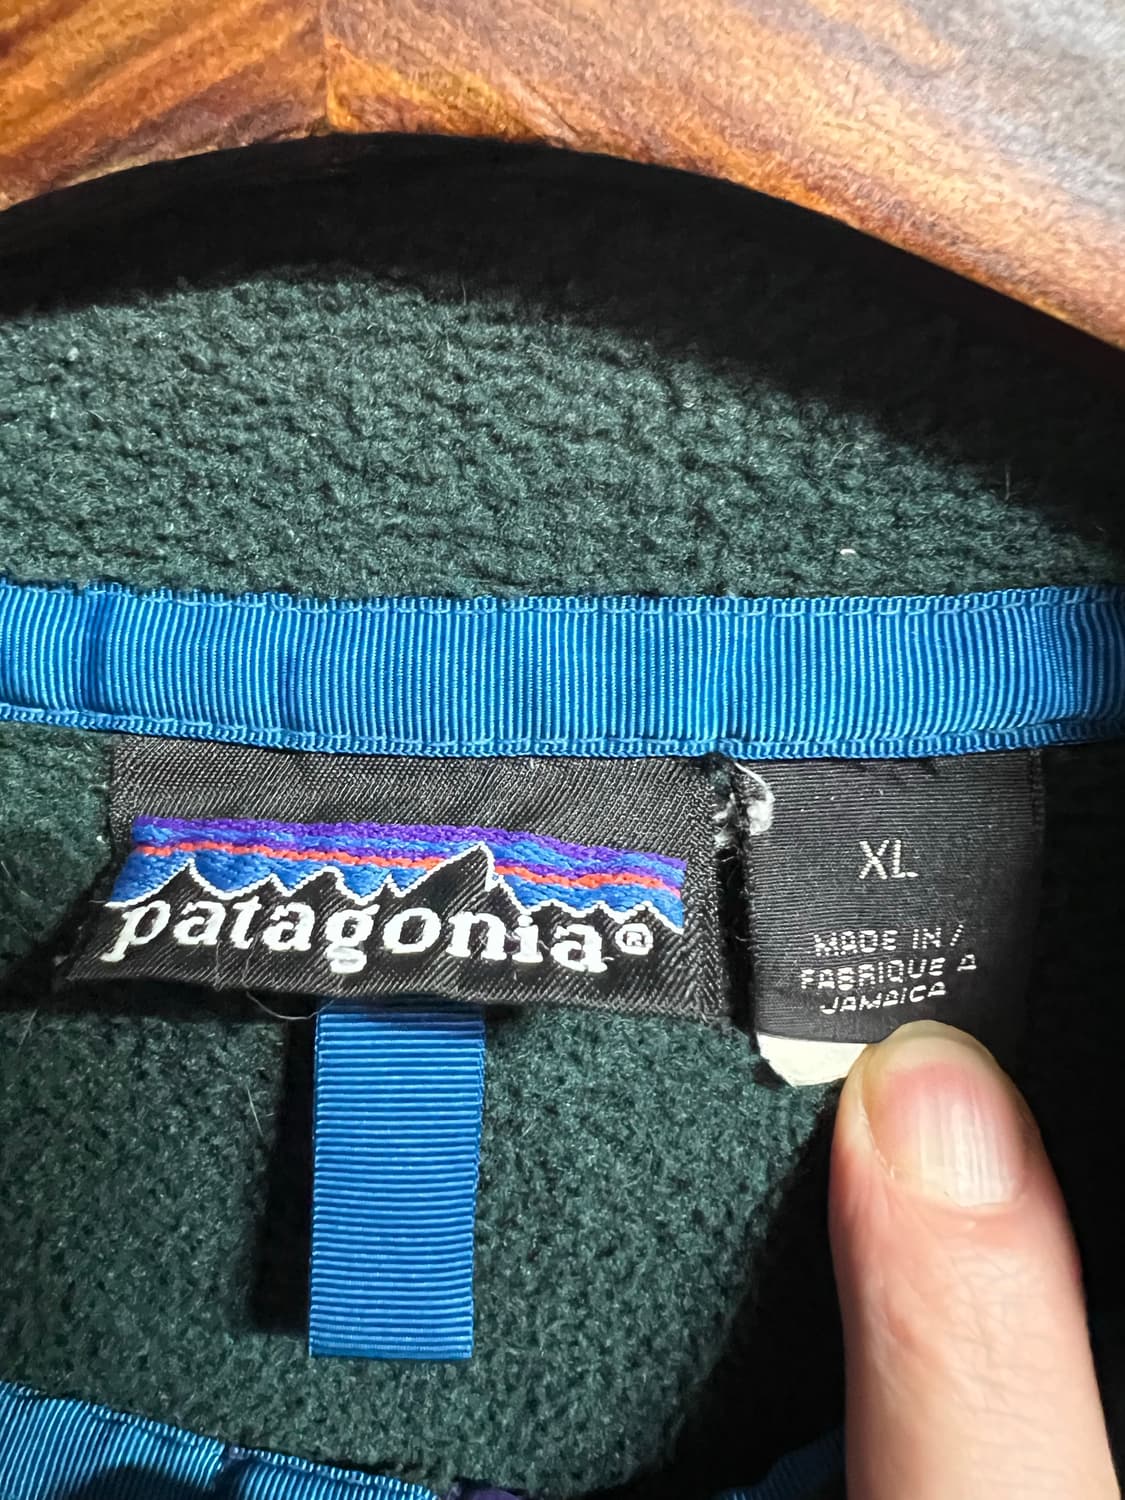 patagonia®
XL
MADE IN /
FABRIQUE A
JAMAICA